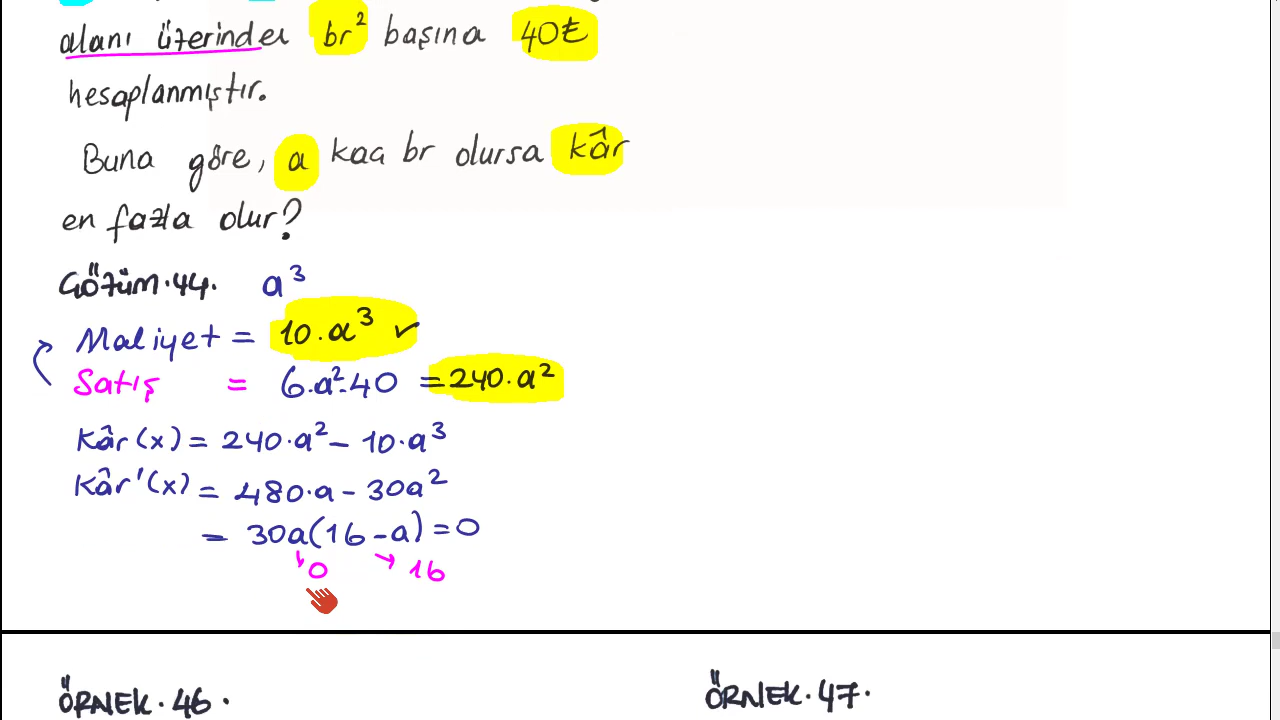 alanı üzerinden br² başına 40₺
hesaplanmıştır.
Buna göre, a kaç br olursa kâr
en fazla olur?
Çözüm.44. a³
Maliyet = 10.a³ ✓
Satış = 6.a².40 = 240.a²
Kâr(x) = 240.a² - 10.a³
Kâr'(x) = 480.a - 30a²
= 30a(16-a) = 0
0 16
ÖRNEK.46.
ÖRNEK.47.